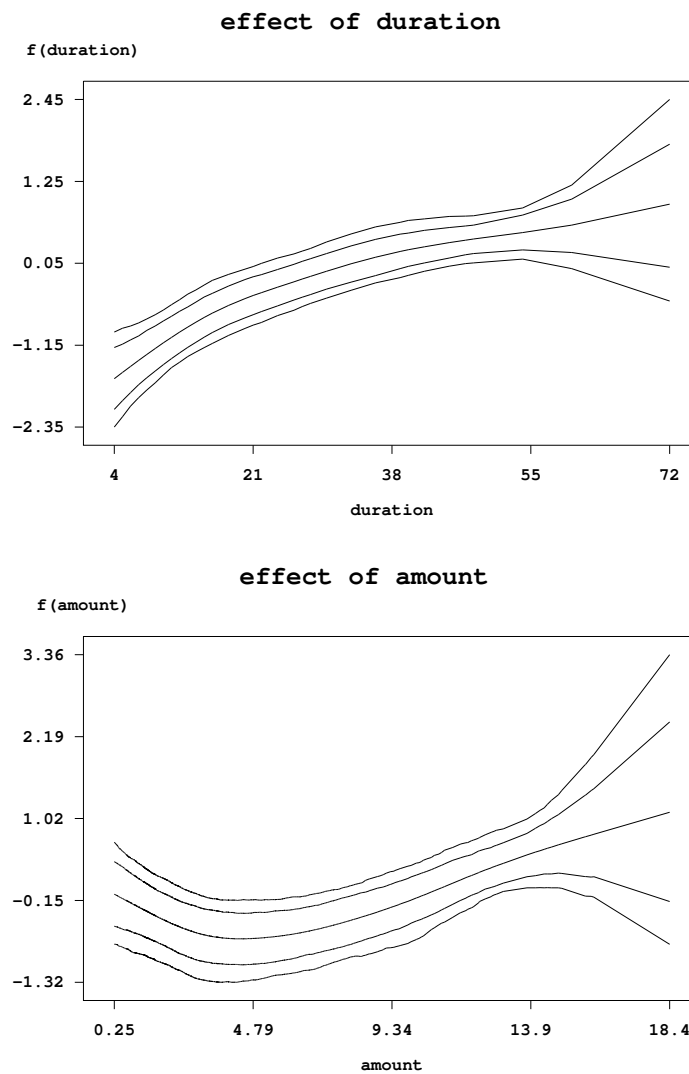 effect of duration
f(duration)
2.45
1.25
0.05
-1.15
-2.35
4 21 38 55 72
duration
effect of amount
f(amount)
3.36
2.19
1.02
-0.15
-1.32
0.25 4.79 9.34 13.9 18.4
amount